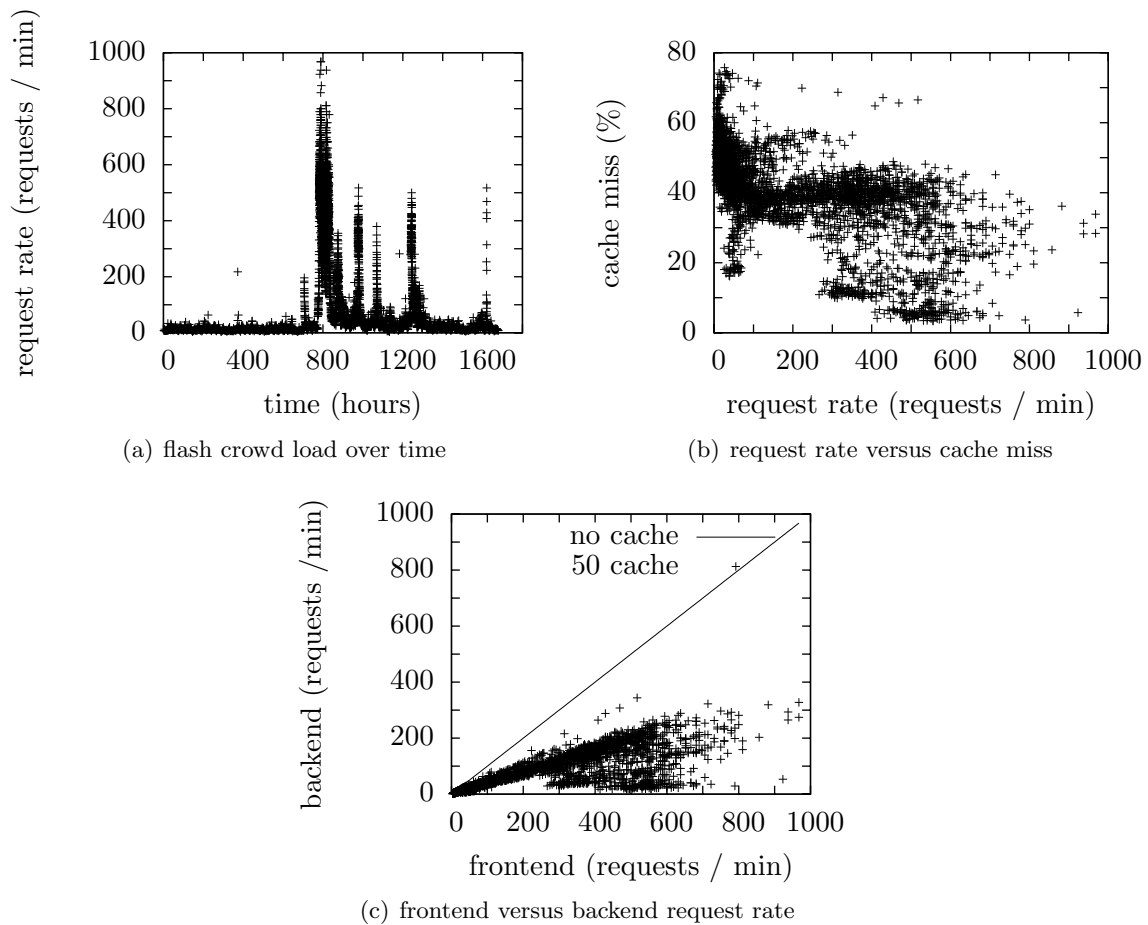 request rate (requests / min)
1000
800
600
400
200
0
0 400 800 1200 1600
time (hours)
(a) flash crowd load over time
cache miss (%)
80
60
40
20
0
0 200 400 600 800 1000
request rate (requests / min)
(b) request rate versus cache miss
backend (requests /min)
1000
800
600
400
200
0
no cache
50 cache
0 200 400 600 800 1000
frontend (requests / min)
(c) frontend versus backend request rate